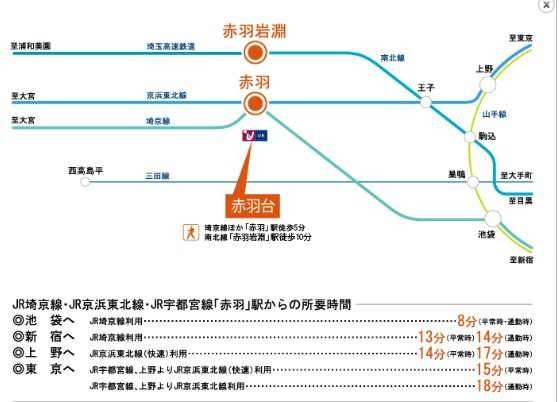 赤羽岩淵
至浦和美園
埼玉高速鉄道
至東京
南北線
赤羽
上野
至大宮
京浜東北線
王子
至大宮
埼京線
山手線
UR
駒込
西高島平
三田線
巣鴨
至大手町
赤羽台
至目黒
埼京線ほか「赤羽」駅徒歩5分
南北線「赤羽岩淵」駅徒歩10分
池袋
至新宿
JR埼京線・JR京浜東北線・JR宇都宮線「赤羽」駅からの所要時間
◎池袋へ JR埼京線利用 8分(平常時・通勤時)
◎新宿へ JR埼京線利用 13分(平常時)14分(通勤時)
◎上野へ JR京浜東北線(快速)利用 14分(平常時)17分(通勤時)
◎東京へ JR宇都宮線、上野よりJR京浜東北線(快速)利用 15分(平常時)
JR宇都宮線、上野よりJR京浜東北線利用 18分(通勤時)